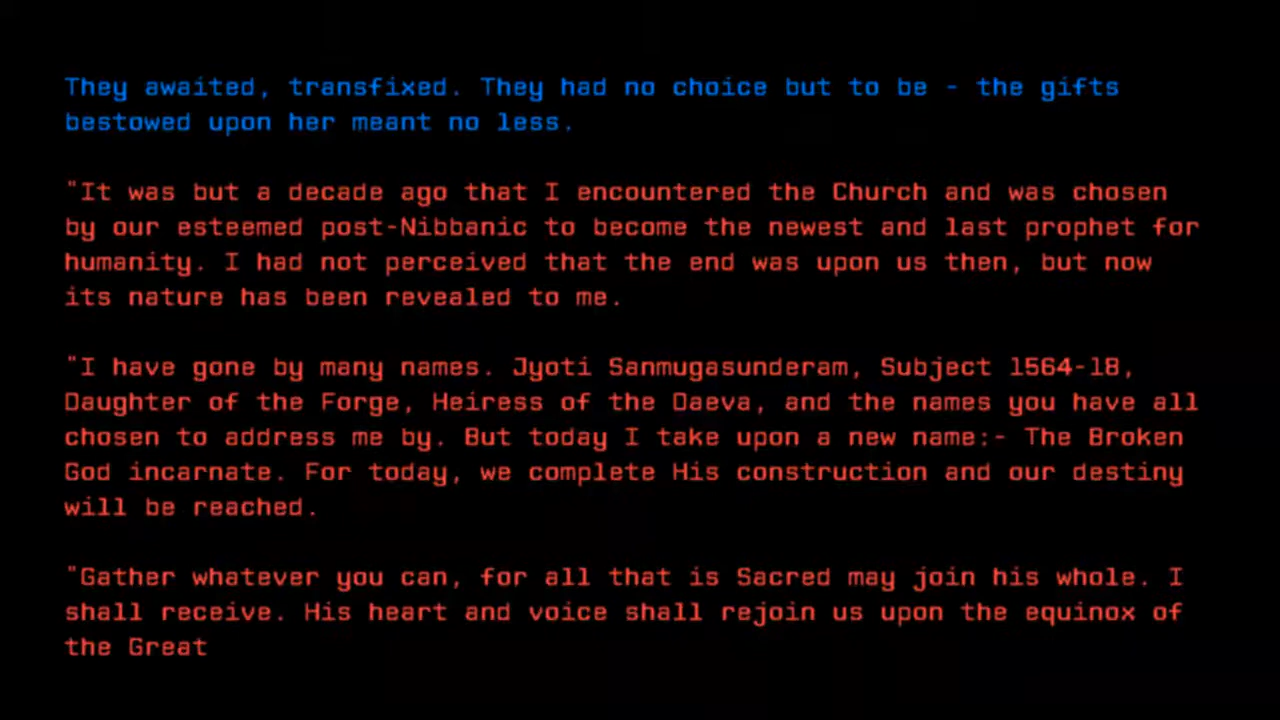 They awaited, transfixed. They had no choice but to be - the gifts
bestowed upon her meant no less.
"It was but a decade ago that I encountered the Church and was chosen
by our esteemed post-Nibbanic to become the newest and last prophet for
humanity. I had not perceived that the end was upon us then, but now
its nature has been revealed to me.
"I have gone by many names. Jyoti Sanmugasunderam, Subject 1564-18,
Daughter of the Forge, Heiress of the Daeva, and the names you have all
chosen to address me by. But today I take upon a new name:- The Broken
God incarnate. For today, we complete His construction and our destiny
will be reached.
"Gather whatever you can, for all that is Sacred may join his whole. I
shall receive. His heart and voice shall rejoin us upon the equinox of
the Great